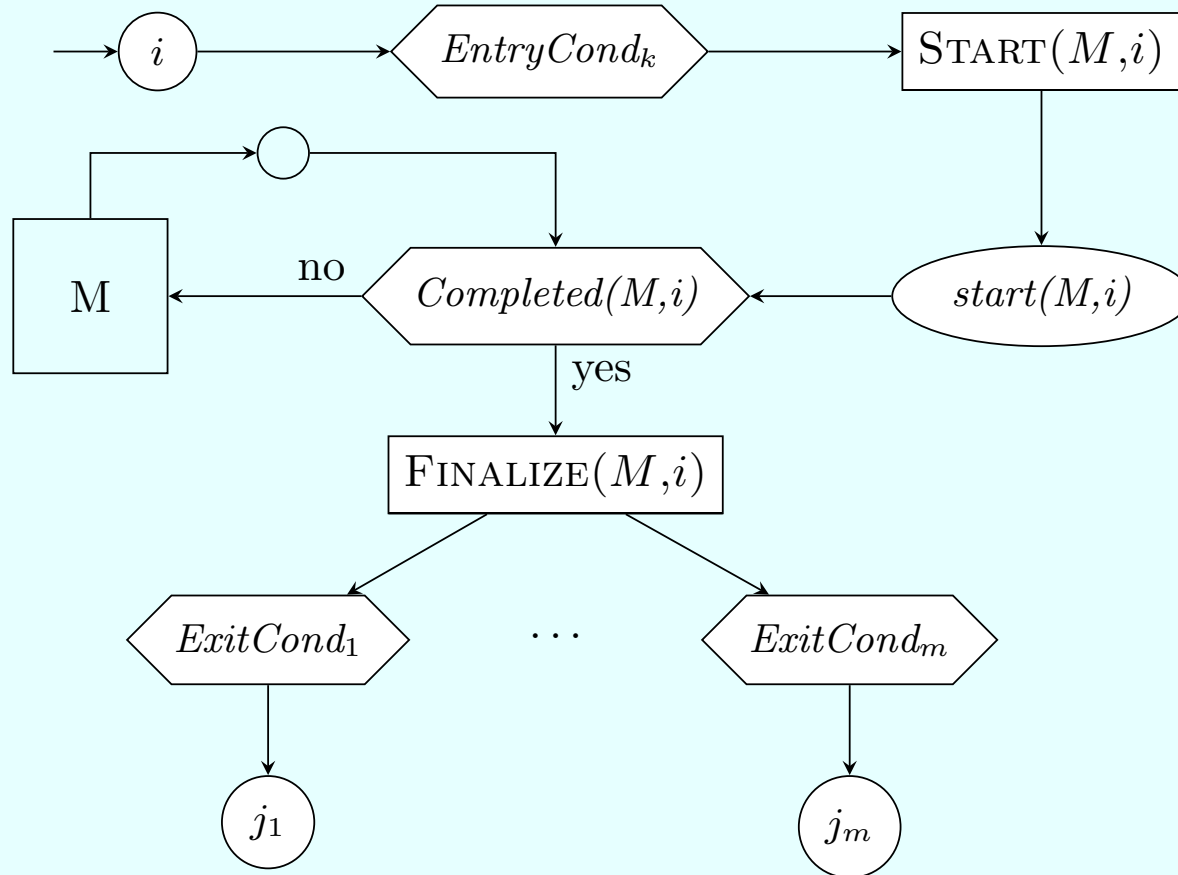 i
EntryCond_k
START(M,i)
no
M
Completed(M,i)
start(M,i)
yes
FINALIZE(M,i)
ExitCond_1
...
ExitCond_m
j_1
j_m